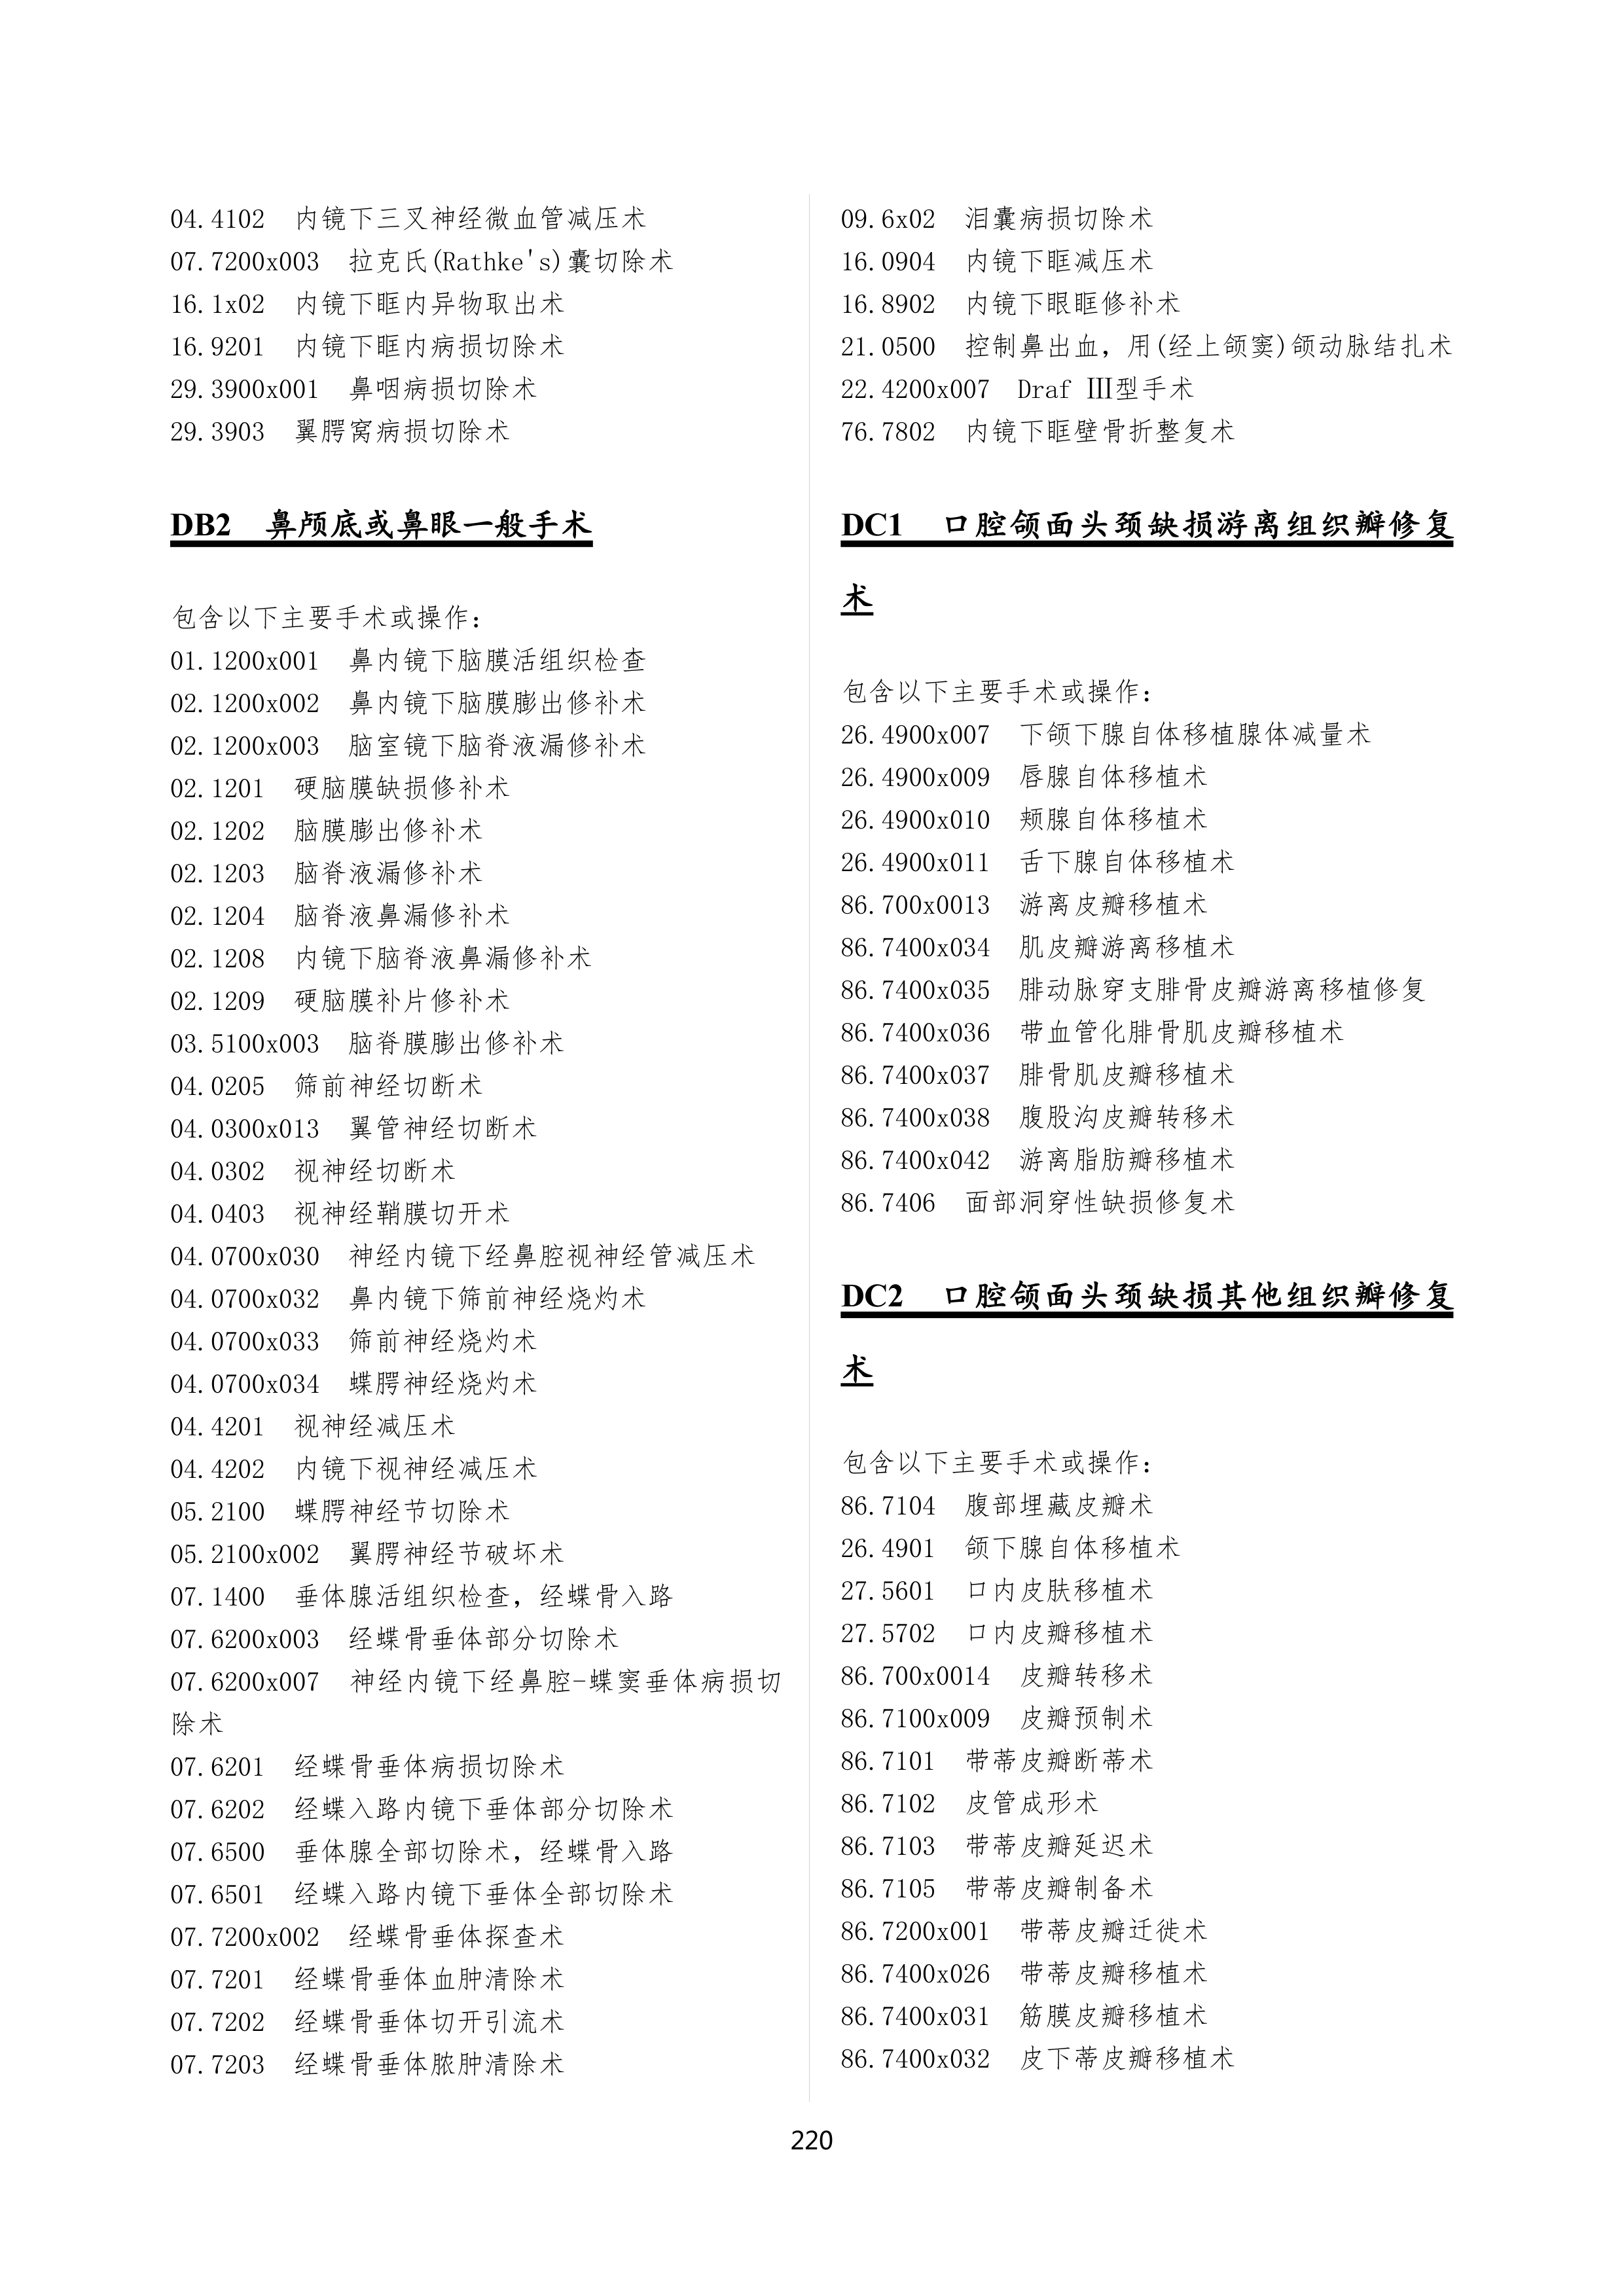 04.4102 内镜下三叉神经微血管减压术
07.7200x003 拉克氏(Rathke's)囊切除术
16.1x02 内镜下眶内异物取出术
16.9201 内镜下眶内病损切除术
29.3900x001 鼻咽病损切除术
29.3903 翼腭窝病损切除术
DB2 鼻颅底或鼻眼一般手术
包含以下主要手术或操作：
01.1200x001 鼻内镜下脑膜活组织检查
02.1200x002 鼻内镜下脑膜膨出修补术
02.1200x003 脑室镜下脑脊液漏修补术
02.1201 硬脑膜缺损修补术
02.1202 脑膜膨出修补术
02.1203 脑脊液漏修补术
02.1204 脑脊液鼻漏修补术
02.1208 内镜下脑脊液鼻漏修补术
02.1209 硬脑膜补片修补术
03.5100x003 脑脊膜膨出修补术
04.0205 筛前神经切断术
04.0300x013 翼管神经切断术
04.0302 视神经切断术
04.0403 视神经鞘膜切开术
04.0700x030 神经内镜下经鼻腔视神经管减压术
04.0700x032 鼻内镜下筛前神经烧灼术
04.0700x033 筛前神经烧灼术
04.0700x034 蝶腭神经烧灼术
04.4201 视神经减压术
04.4202 内镜下视神经减压术
05.2100 蝶腭神经节切除术
05.2100x002 翼腭神经节破坏术
07.1400 垂体腺活组织检查，经蝶骨入路
07.6200x003 经蝶骨垂体部分切除术
07.6200x007 神经内镜下经鼻腔-蝶窦垂体病损切
除术
07.6201 经蝶骨垂体病损切除术
07.6202 经蝶入路内镜下垂体部分切除术
07.6500 垂体腺全部切除术，经蝶骨入路
07.6501 经蝶入路内镜下垂体全部切除术
07.7200x002 经蝶骨垂体探查术
07.7201 经蝶骨垂体血肿清除术
07.7202 经蝶骨垂体切开引流术
07.7203 经蝶骨垂体脓肿清除术
09.6x02 泪囊病损切除术
16.0904 内镜下眶减压术
16.8902 内镜下眼眶修补术
21.0500 控制鼻出血，用(经上颌窦)颌动脉结扎术
22.4200x007 Draf Ⅲ型手术
76.7802 内镜下眶壁骨折整复术
DC1 口腔颌面头颈缺损游离组织瓣修复
术
包含以下主要手术或操作：
26.4900x007 下颌下腺自体移植腺体减量术
26.4900x009 唇腺自体移植术
26.4900x010 颊腺自体移植术
26.4900x011 舌下腺自体移植术
86.700x0013 游离皮瓣移植术
86.7400x034 肌皮瓣游离移植术
86.7400x035 腓动脉穿支腓骨皮瓣游离移植修复
86.7400x036 带血管化腓骨肌皮瓣移植术
86.7400x037 腓骨肌皮瓣移植术
86.7400x038 腹股沟皮瓣转移术
86.7400x042 游离脂肪瓣移植术
86.7406 面部洞穿性缺损修复术
DC2 口腔颌面头颈缺损其他组织瓣修复
术
包含以下主要手术或操作：
86.7104 腹部埋藏皮瓣术
26.4901 颌下腺自体移植术
27.5601 口内皮肤移植术
27.5702 口内皮瓣移植术
86.700x0014 皮瓣转移术
86.7100x009 皮瓣预制术
86.7101 带蒂皮瓣断蒂术
86.7102 皮管成形术
86.7103 带蒂皮瓣延迟术
86.7105 带蒂皮瓣制备术
86.7200x001 带蒂皮瓣迁徙术
86.7400x026 带蒂皮瓣移植术
86.7400x031 筋膜皮瓣移植术
86.7400x032 皮下蒂皮瓣移植术
220